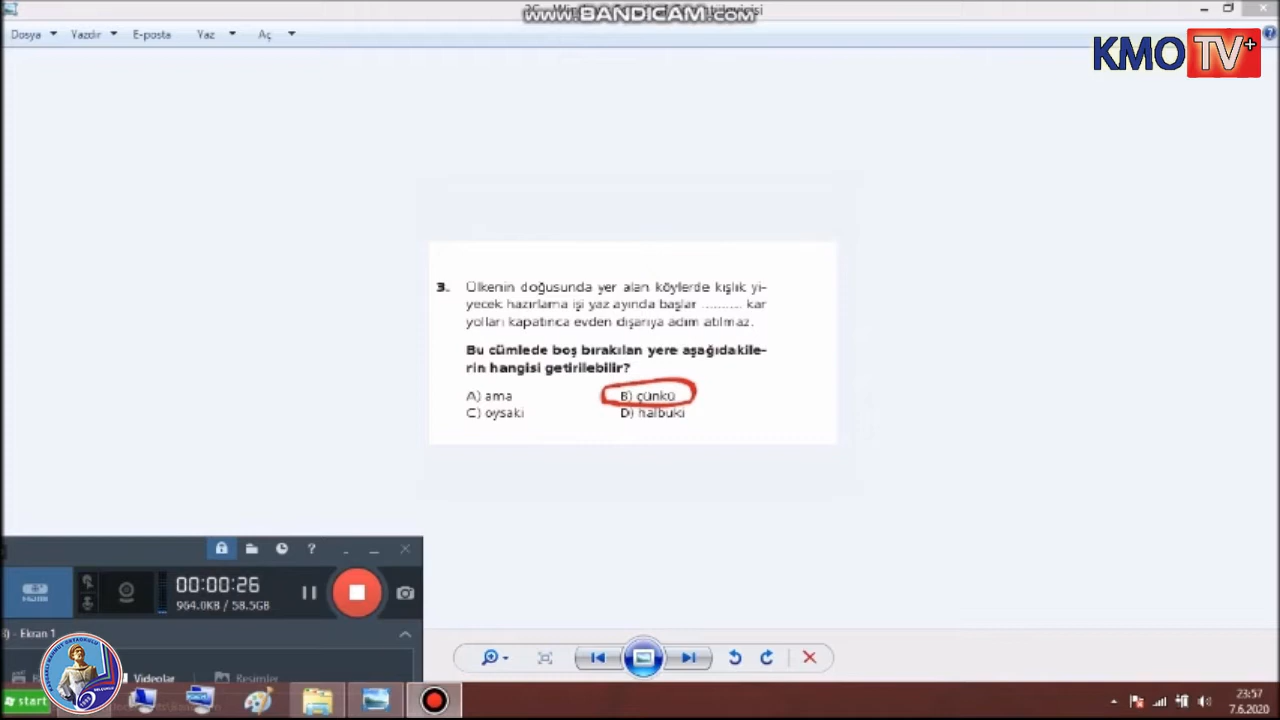 www.BANDICAM.com
Dosya Yazdır E-posta Yaz Aç
KMO TV+
3. Ülkenin doğusunda yer alan köylerde kışlık yi-
yecek hazırlama işi yaz ayında başlar .......... kar
yolları kapatınca evden dışarıya adım atılmaz.
Bu cümlede boş bırakılan yere aşağıdakile-
rin hangisi getirilebilir?
A) ama B) çünkü
C) oysaki D) halbuki
00:00:26
964.0KB / 58.5GB
- Ekran 1
Videolar Resimler
start
23:57
7.6.2020